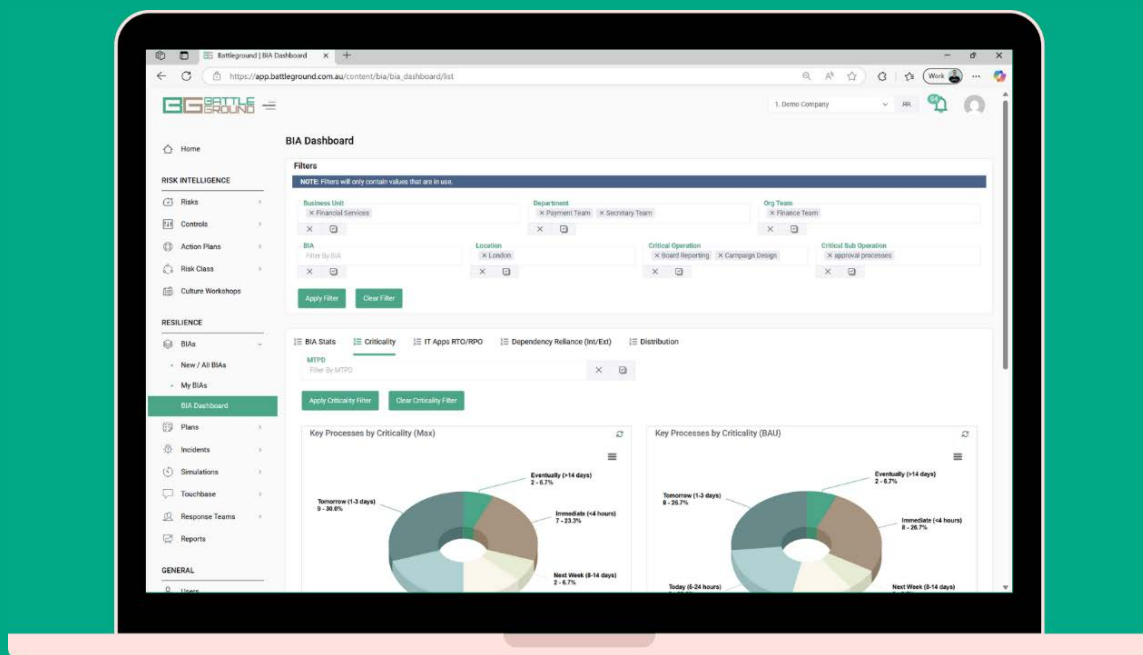 Battleground | BIA Dashboard
https://app.battleground.com.au/content/bia/bia_dashboard/list
Work
BG BATTLE GROUND
1. Demo Company
RR
64
Home
RISK INTELLIGENCE
Risks
Controls
Action Plans
Risk Class
Culture Workshops
RESILIENCE
BIAs
New / All BIAs
My BIAs
BIA Dashboard
Plans
Incidents
Simulations
Touchbase
Response Teams
Reports
GENERAL
Users
BIA Dashboard
Filters
NOTE: Filters will only contain values that are in use.
Business Unit
× Financial Services
Department
× Payment Team × Secretary Team
Org Team
× Finance Team
BIA
Filter By BIA
Location
× London
Critical Operation
× Board Reporting × Campaign Design
Critical Sub Operation
× approval processes
Apply Filter Clear Filter
BIA Stats Criticality IT Apps RTO/RPO Dependency Reliance (Int/Ext) Distribution
MTPD
Filter By MTPD
Apply Criticality Filter Clear Criticality Filter
Key Processes by Criticality (Max)
Eventually (>14 days)
2 - 6.7%
Tomorrow (1-3 days)
9 - 30.0%
Immediate (<4 hours)
7 - 23.3%
Next Week (8-14 days)
2 - 6.7%
Key Processes by Criticality (BAU)
Eventually (>14 days)
2 - 6.7%
Tomorrow (1-3 days)
8 - 26.7%
Immediate (<4 hours)
8 - 26.7%
Today (6-24 hours)
Next Week (8-14 days)